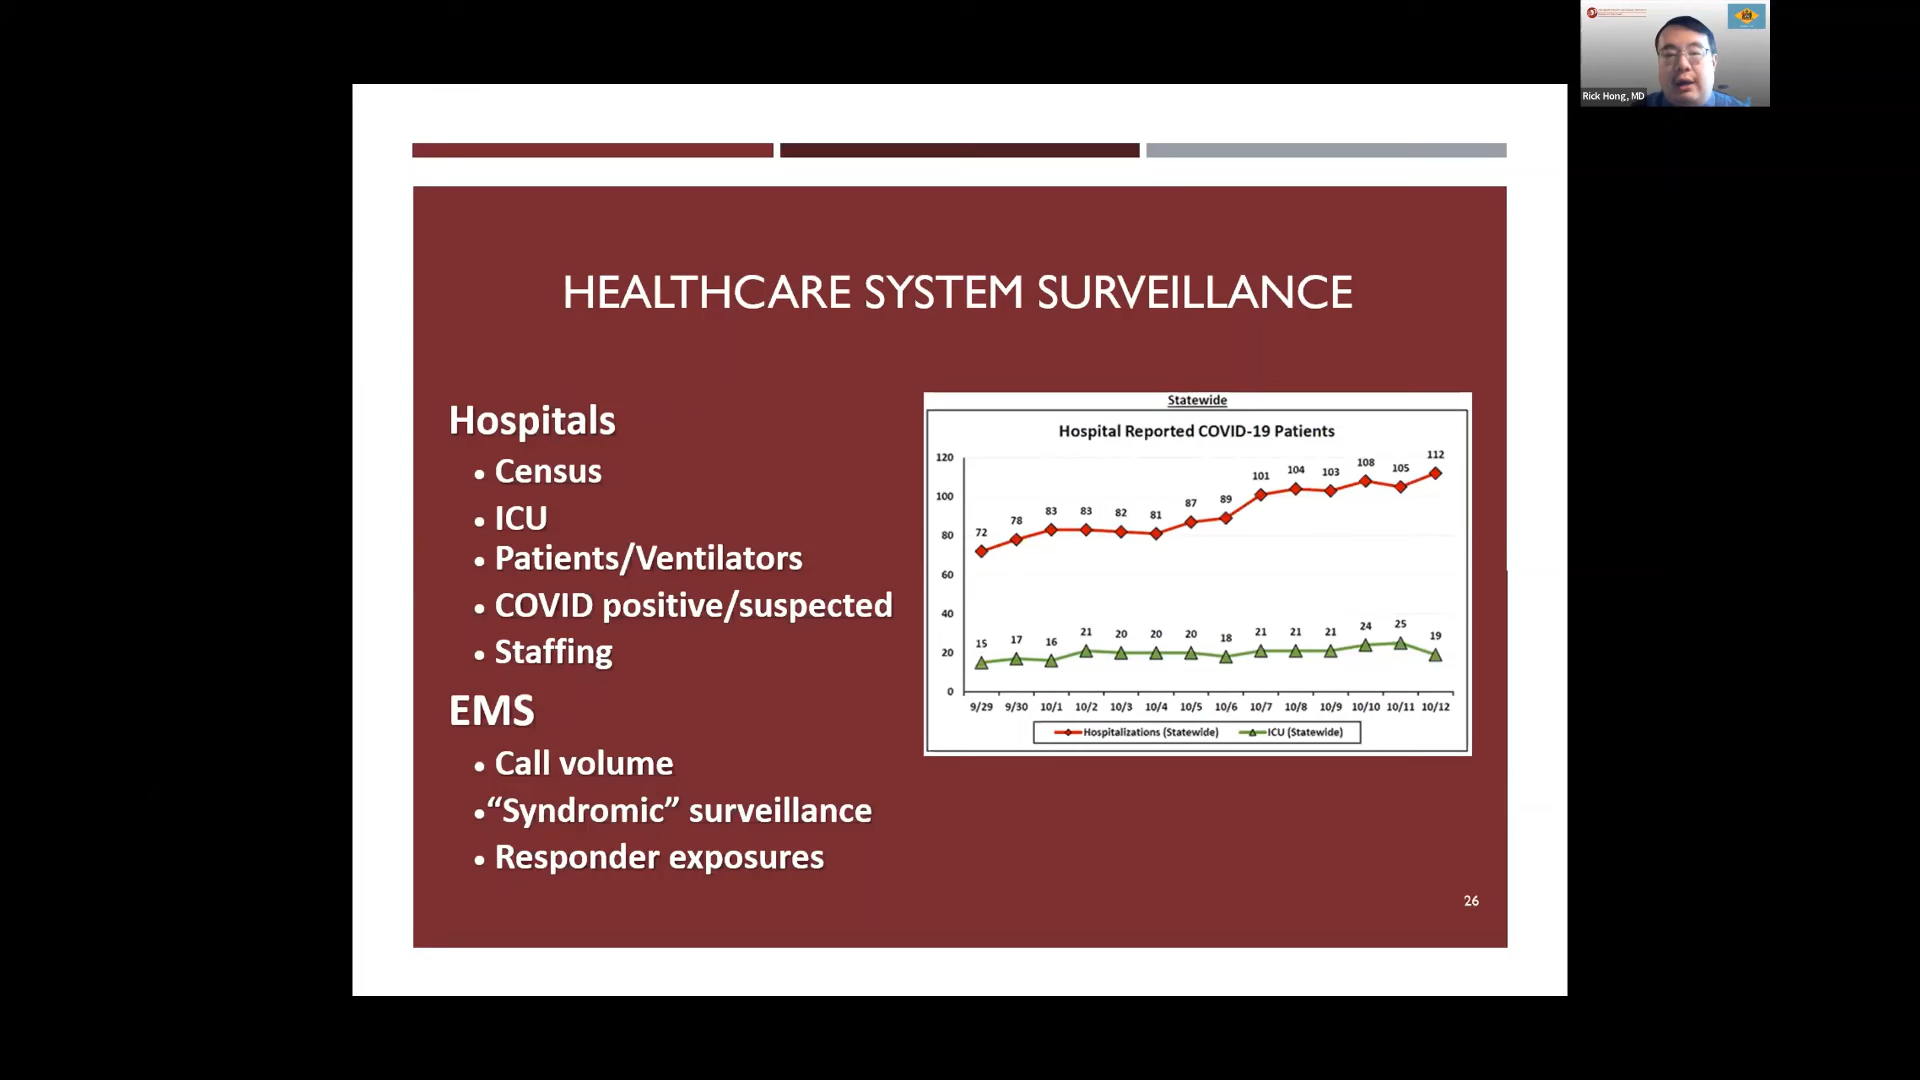 Rick Hong, MD
HEALTHCARE SYSTEM SURVEILLANCE
Hospitals
• Census
• ICU
• Patients/Ventilators
• COVID positive/suspected
• Staffing
EMS
• Call volume
•“Syndromic” surveillance
• Responder exposures
Statewide
Hospital Reported COVID-19 Patients
120
100
80
60
40
20
0
72 78 83 83 82 81 87 89 101 104 103 108 105 112
15 17 16 21 20 20 20 18 21 21 21 24 25 19
9/29 9/30 10/1 10/2 10/3 10/4 10/5 10/6 10/7 10/8 10/9 10/10 10/11 10/12
Hospitalizations (Statewide) ICU (Statewide)
26